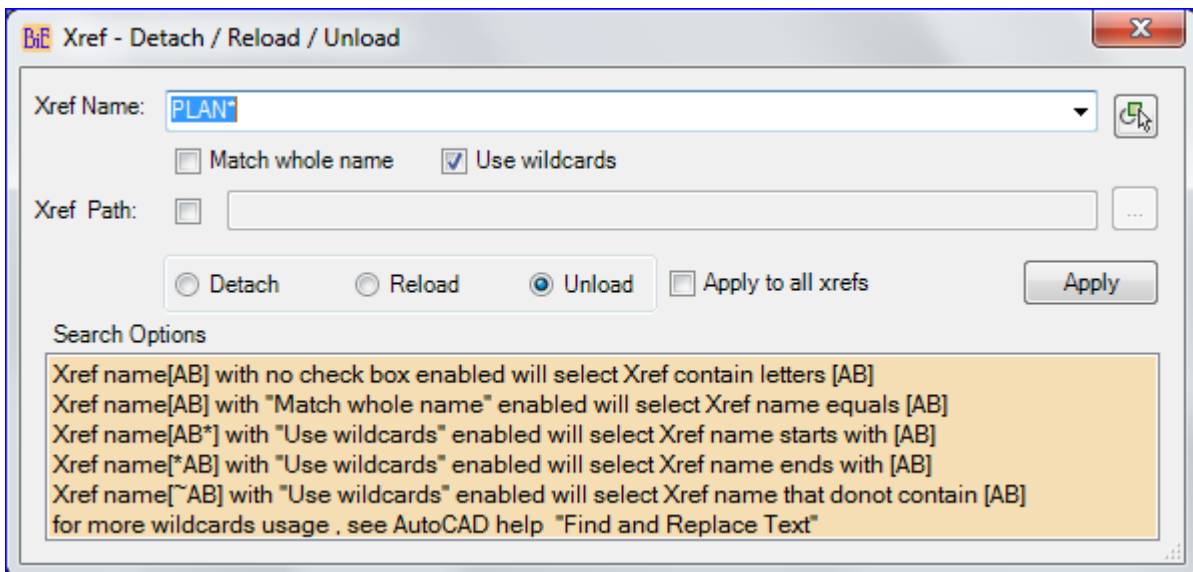 BiE Xref - Detach / Reload / Unload
Xref Name: PLAN*
Match whole name Use wildcards
Xref Path: ...
Detach Reload Unload Apply to all xrefs Apply
Search Options
Xref name[AB] with no check box enabled will select Xref contain letters [AB]
Xref name[AB] with "Match whole name" enabled will select Xref name equals [AB]
Xref name[AB*] with "Use wildcards" enabled will select Xref name starts with [AB]
Xref name[*AB] with "Use wildcards" enabled will select Xref name ends with [AB]
Xref name[~AB] with "Use wildcards" enabled will select Xref name that donot contain [AB]
for more wildcards usage , see AutoCAD help "Find and Replace Text"